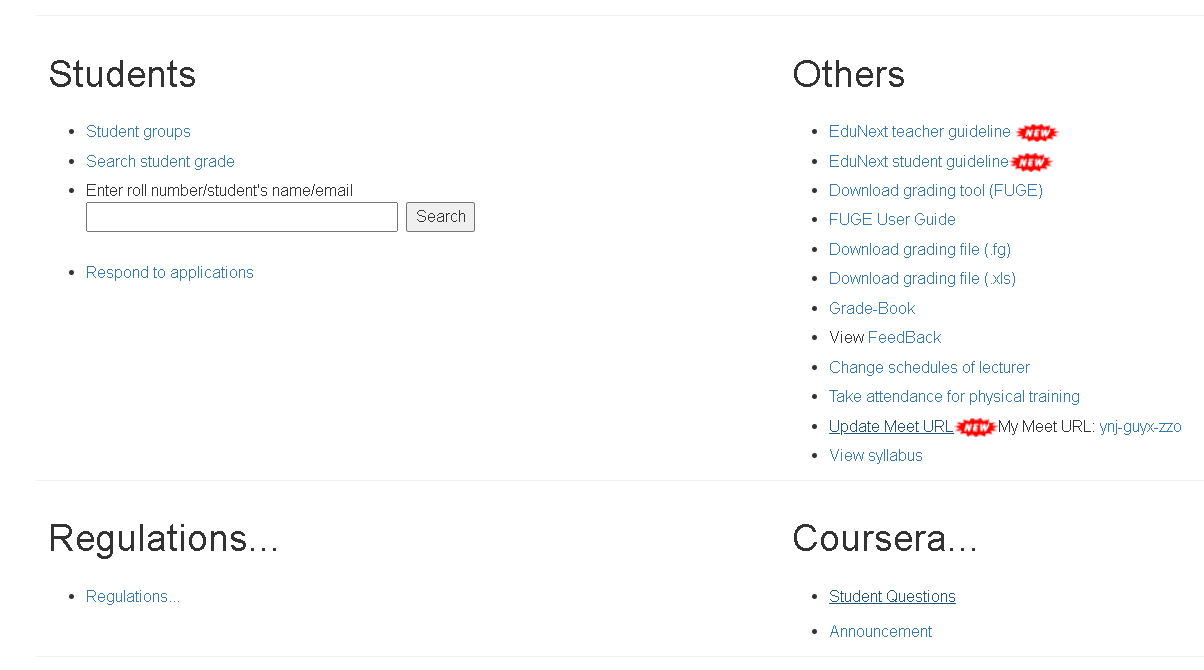 Students
Student groups
Search student grade
Enter roll number/student's name/email
Search
Respond to applications
Others
EduNext teacher guideline NEW
EduNext student guideline NEW
Download grading tool (FUGE)
FUGE User Guide
Download grading file (.fg)
Download grading file (.xls)
Grade-Book
View FeedBack
Change schedules of lecturer
Take attendance for physical training
Update Meet URL NEW My Meet URL: ynj-guyx-zzo
View syllabus
Regulations...
Regulations...
Coursera...
Student Questions
Announcement